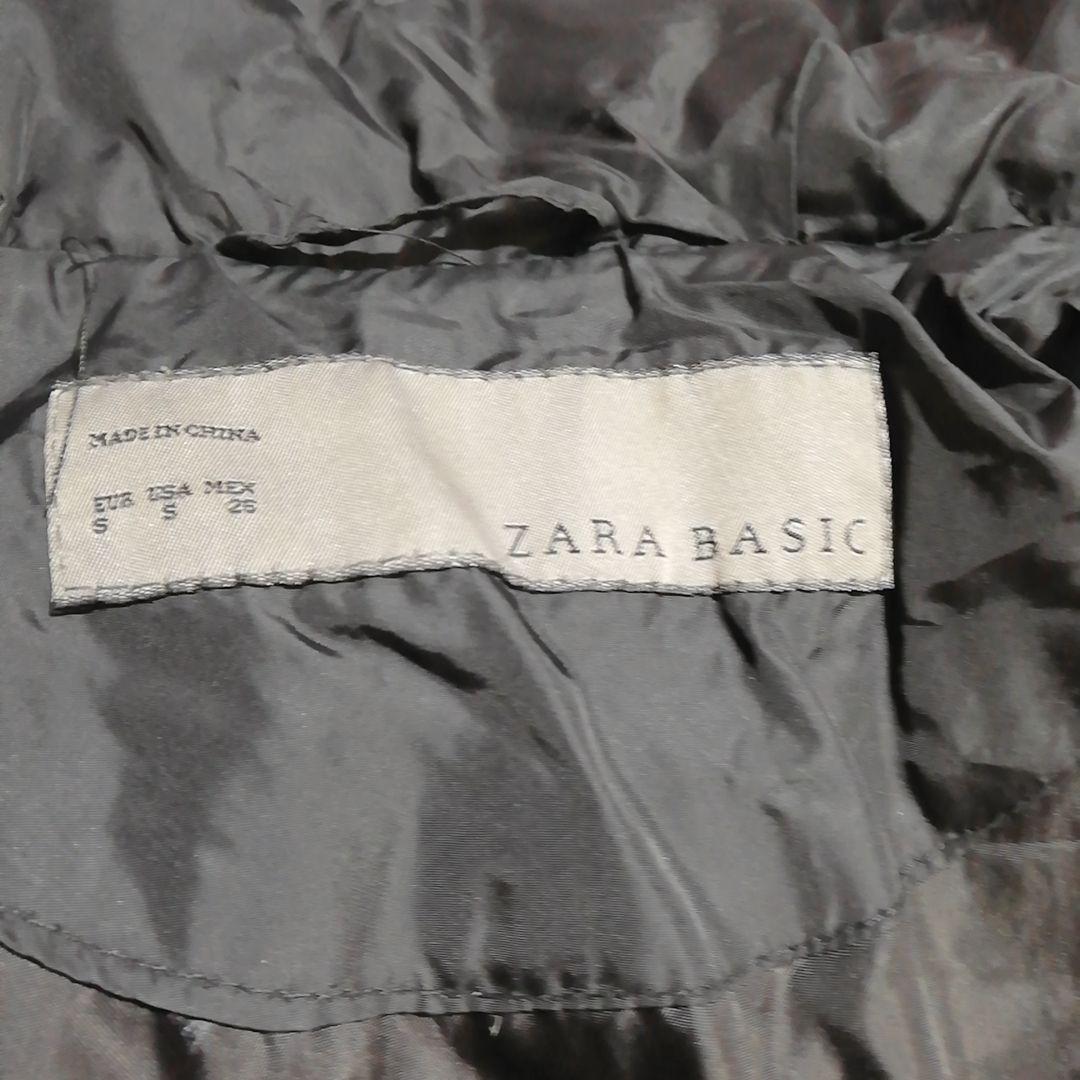 MADE IN CHINA
EUR USA MEX
S S 26
ZARA BASIC